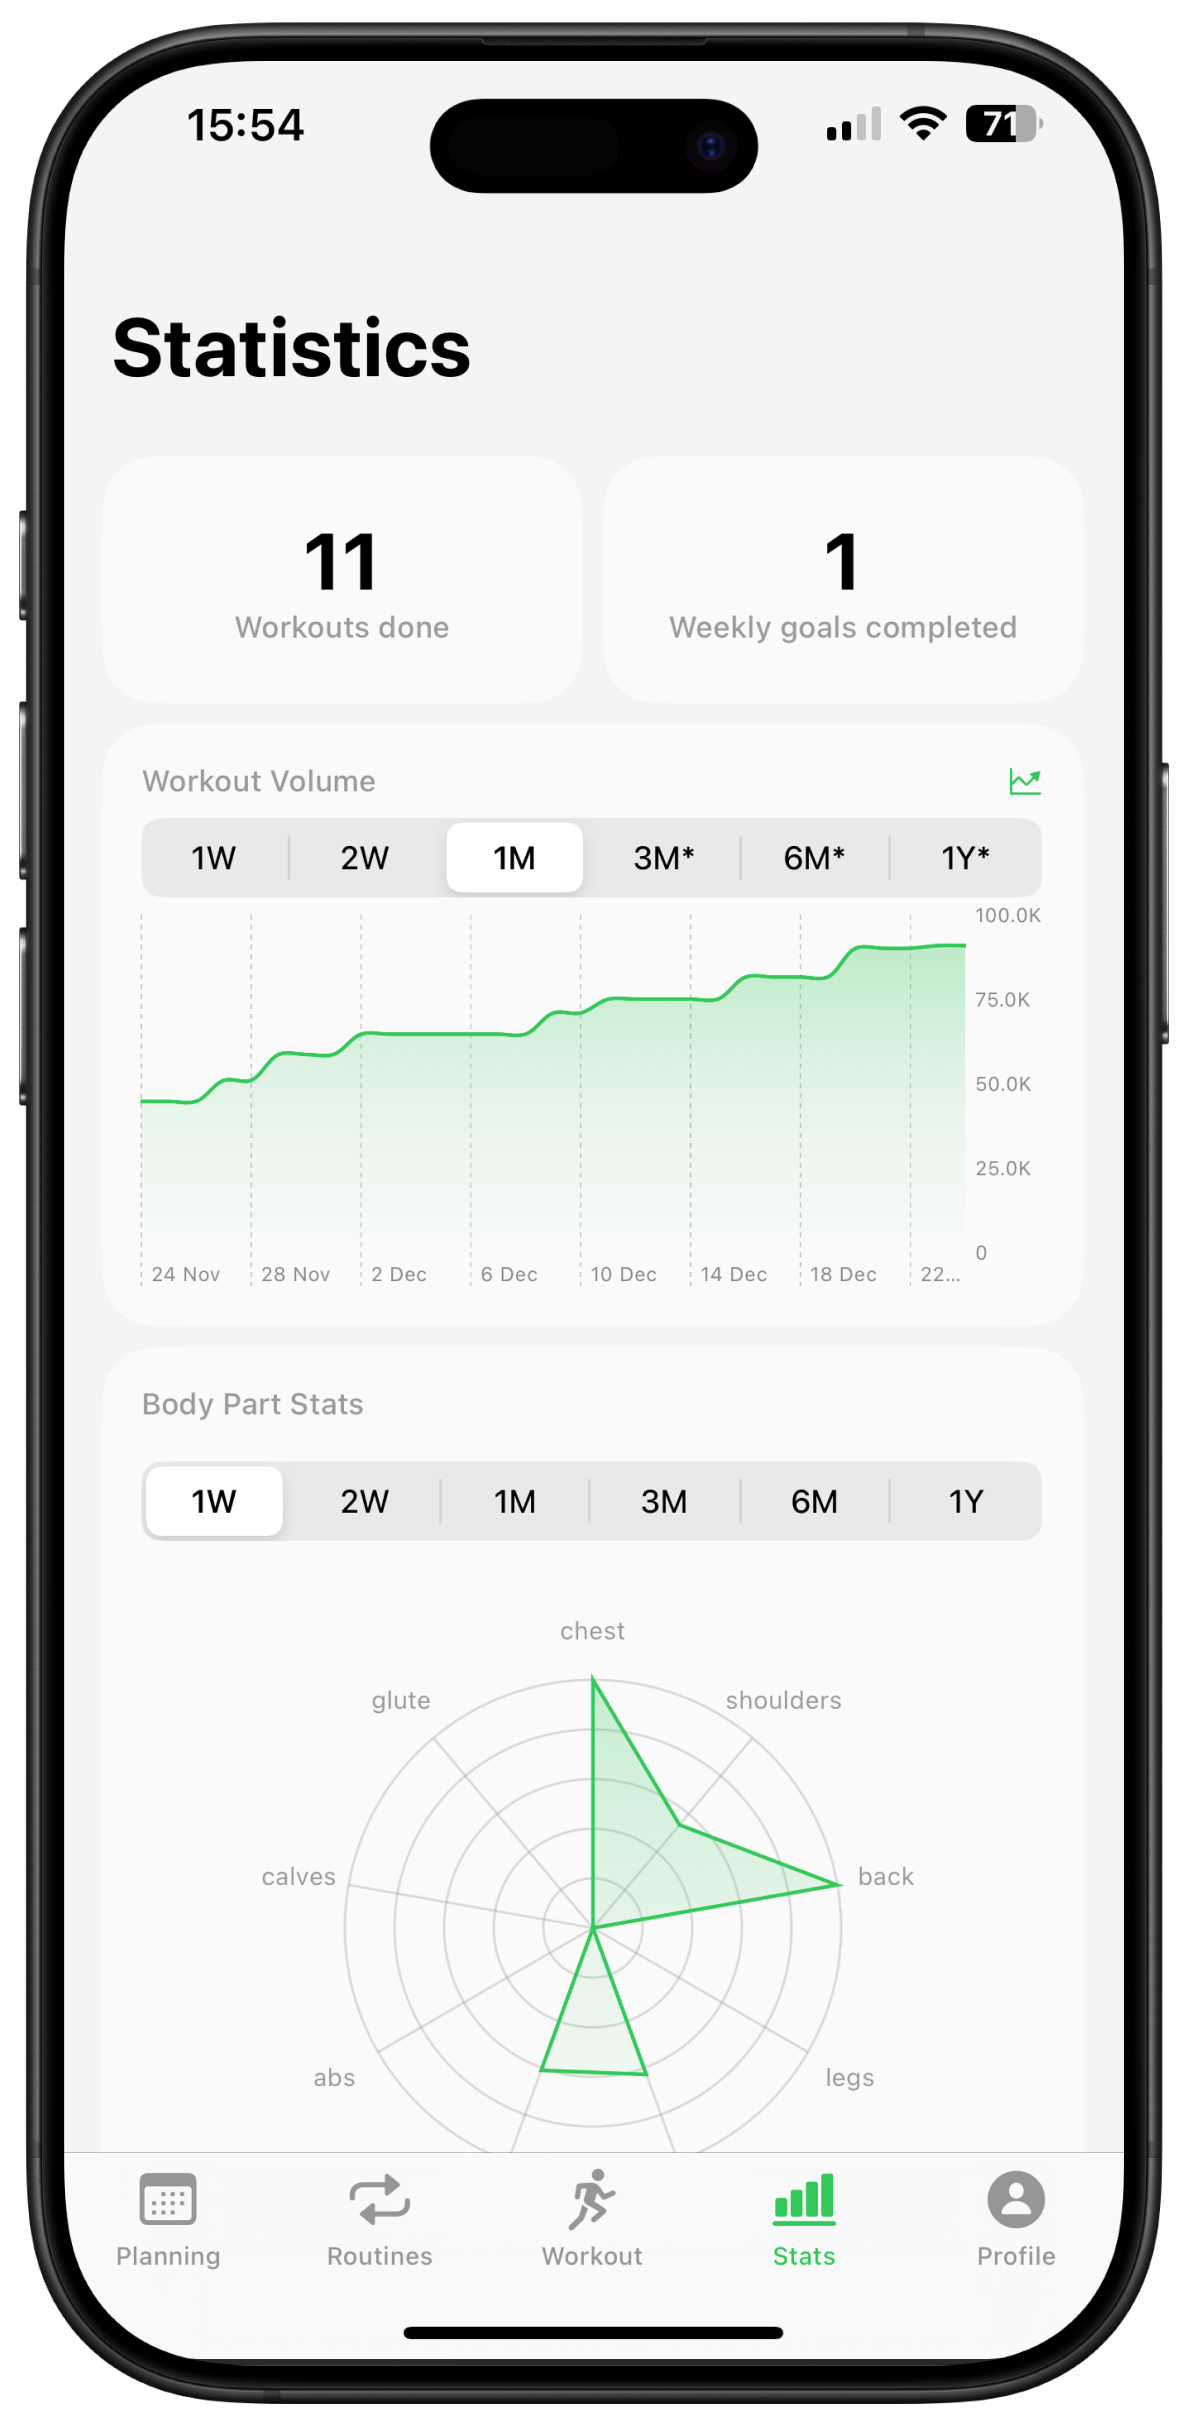 15:54
71
Statistics
11
Workouts done
1
Weekly goals completed
Workout Volume
1W 2W 1M 3M* 6M* 1Y*
100.0K
75.0K
50.0K
25.0K
0
24 Nov 28 Nov 2 Dec 6 Dec 10 Dec 14 Dec 18 Dec 22...
Body Part Stats
1W 2W 1M 3M 6M 1Y
chest
glute shoulders
calves back
abs legs
Planning Routines Workout Stats Profile